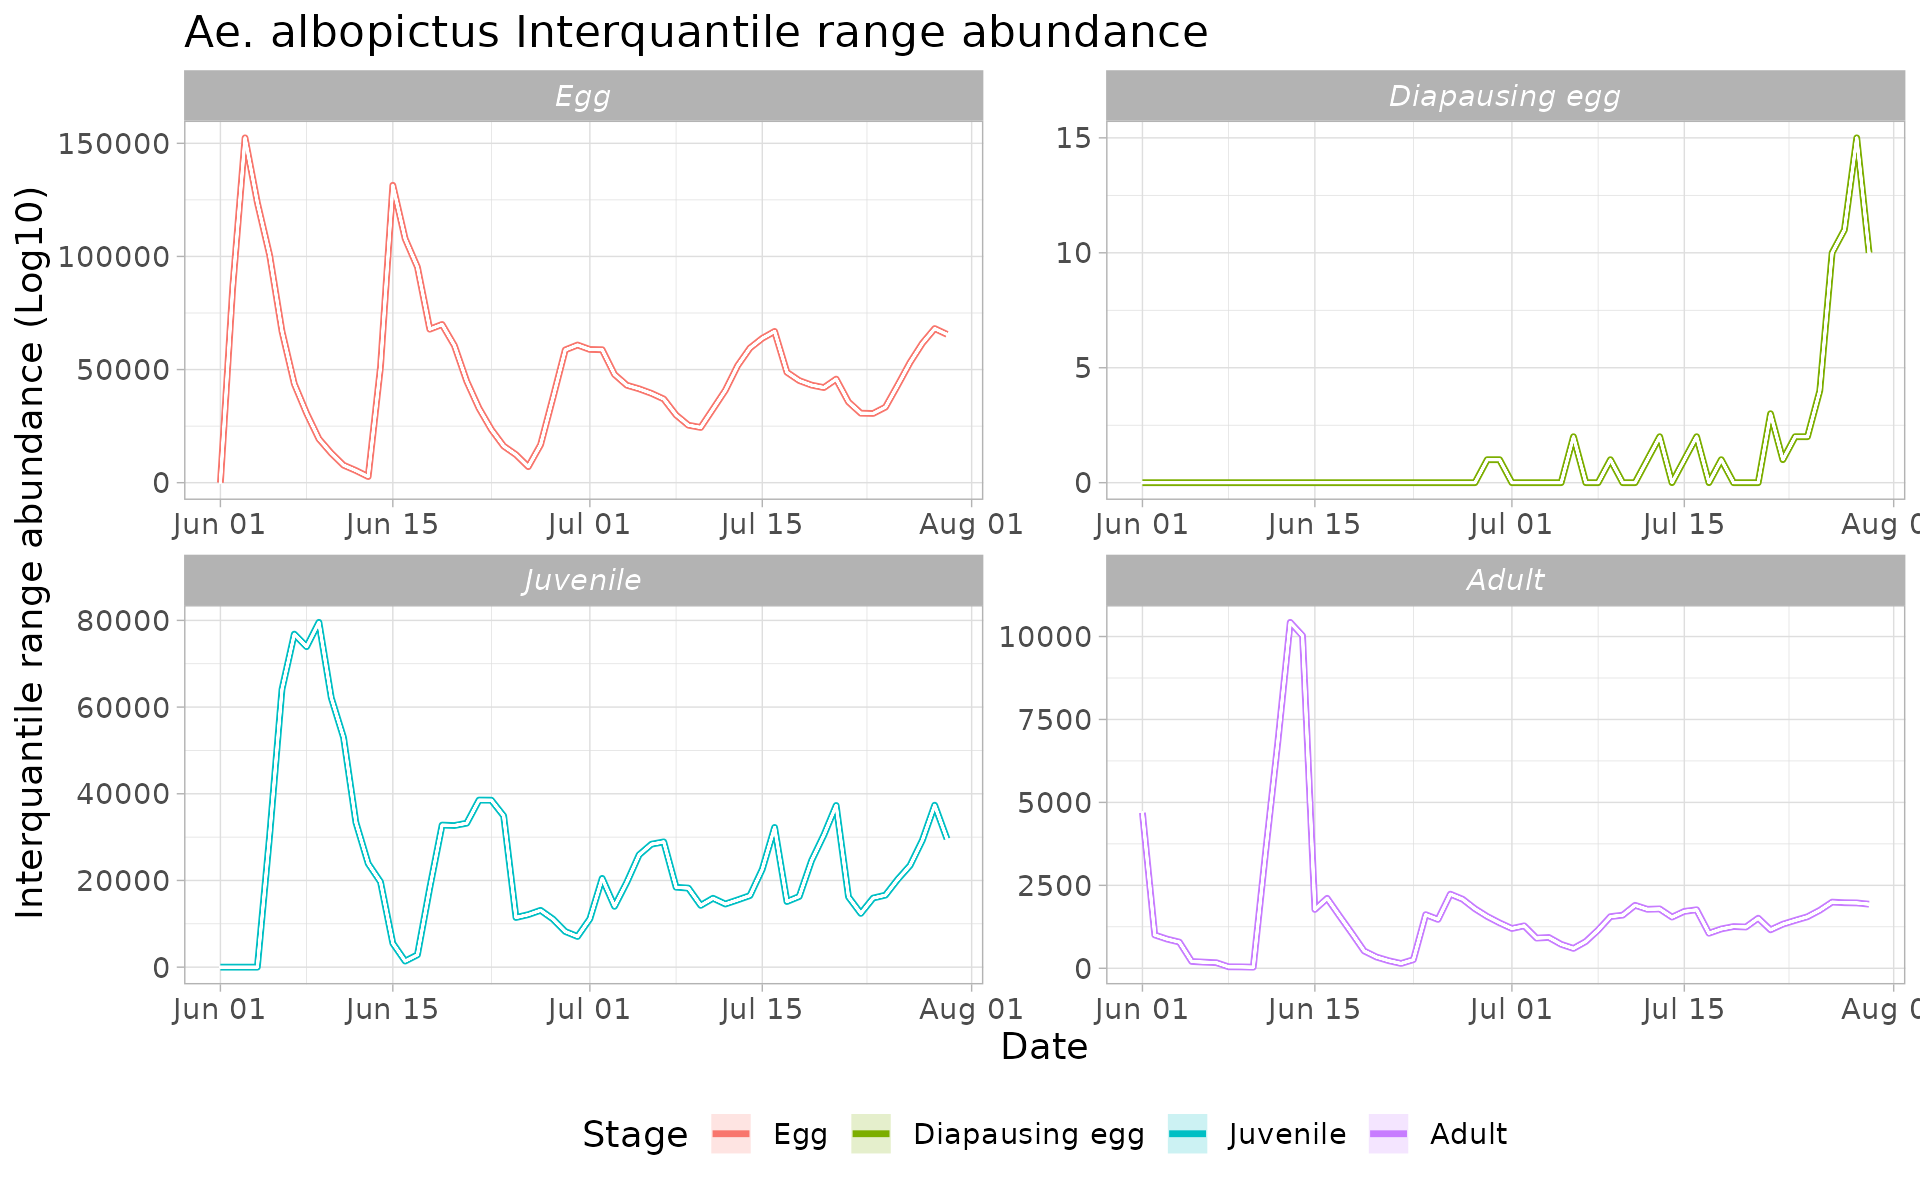 Ae. albopictus Interquantile range abundance
Interquantile range abundance (Log10)
Egg
150000
100000
50000
0
Jun 01 Jun 15 Jul 01 Jul 15 Aug 01
Diapausing egg
15
10
5
0
Jun 01 Jun 15 Jul 01 Jul 15 Aug 0
Juvenile
80000
60000
40000
20000
0
Jun 01 Jun 15 Jul 01 Jul 15 Aug 01
Adult
10000
7500
5000
2500
0
Jun 01 Jun 15 Jul 01 Jul 15 Aug 0
Date
Stage Egg Diapausing egg Juvenile Adult